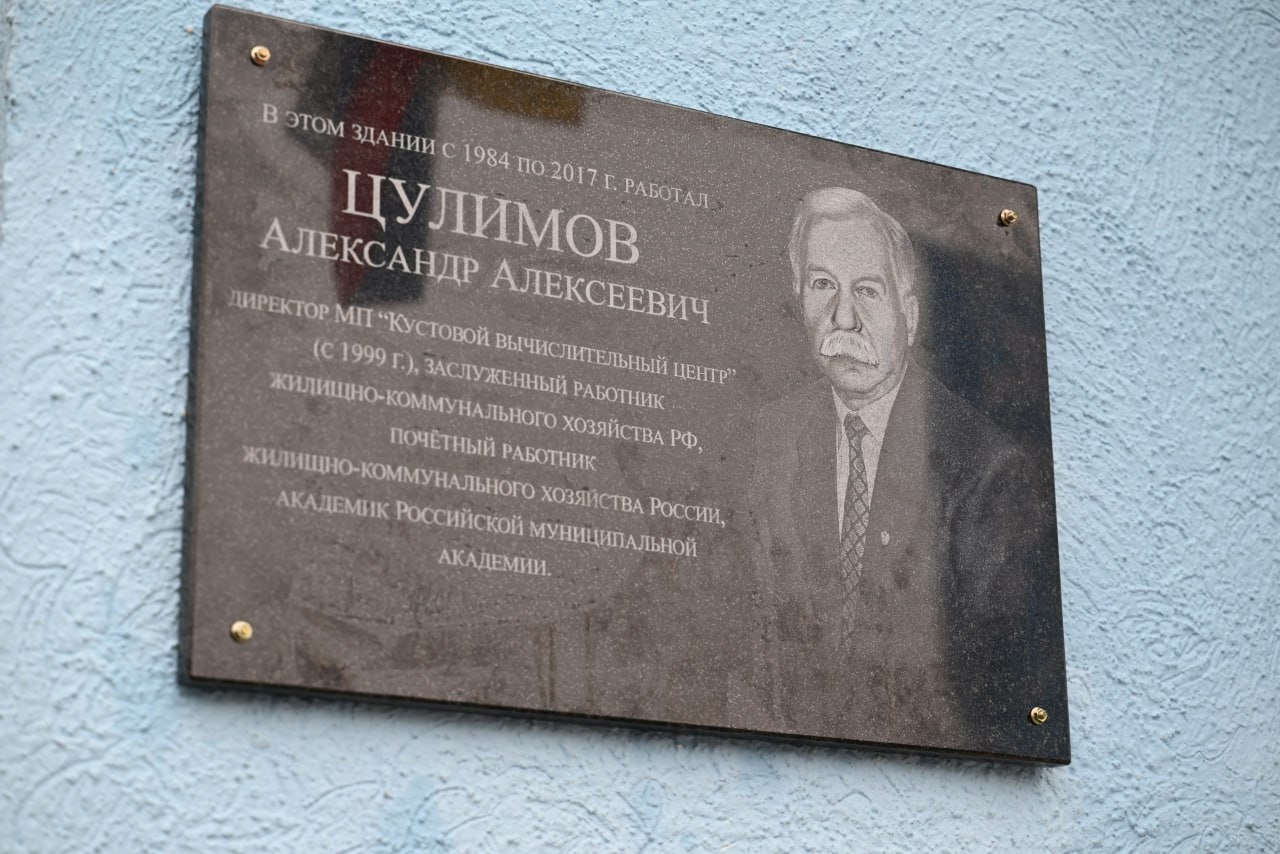 В этом здании с 1984 по 2017 г. работал
ЦУЛИМОВ
Александр Алексеевич
директор МП “Кустовой вычислительный центр”
(с 1999 г.), заслуженный работник
жилищно-коммунального хозяйства РФ,
почётный работник
жилищно-коммунального хозяйства России,
академик Российской муниципальной
академии.